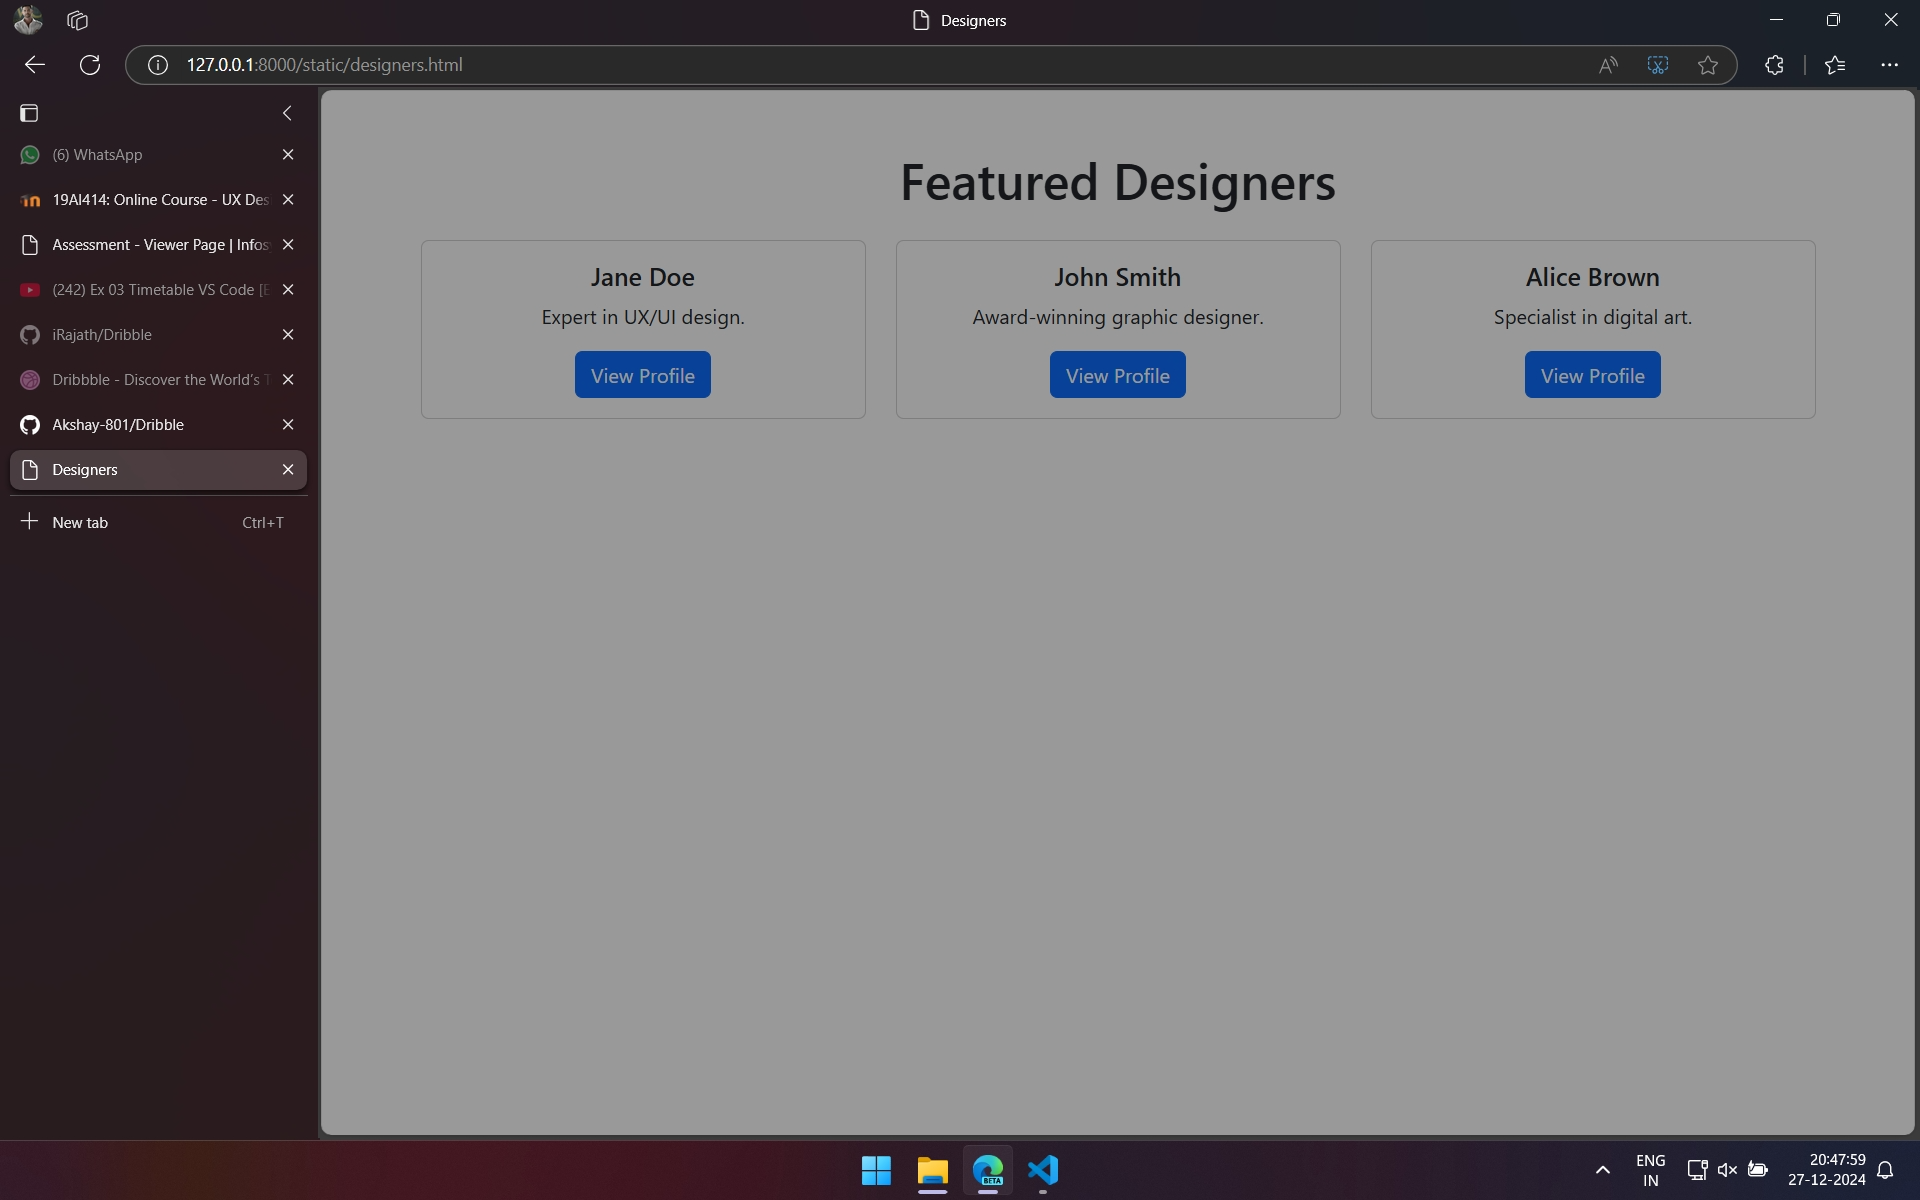 Designers
127.0.0.1:8000/static/designers.html
(6) WhatsApp
19AI414: Online Course - UX Des
Assessment - Viewer Page | Infos
(242) Ex 03 Timetable VS Code [E
iRajath/Dribble
Dribbble - Discover the World's T
Akshay-801/Dribble
Designers
New tab Ctrl+T
Featured Designers
Jane Doe
Expert in UX/UI design.
View Profile
John Smith
Award-winning graphic designer.
View Profile
Alice Brown
Specialist in digital art.
View Profile
BETA
ENG
IN
20:47:59
27-12-2024